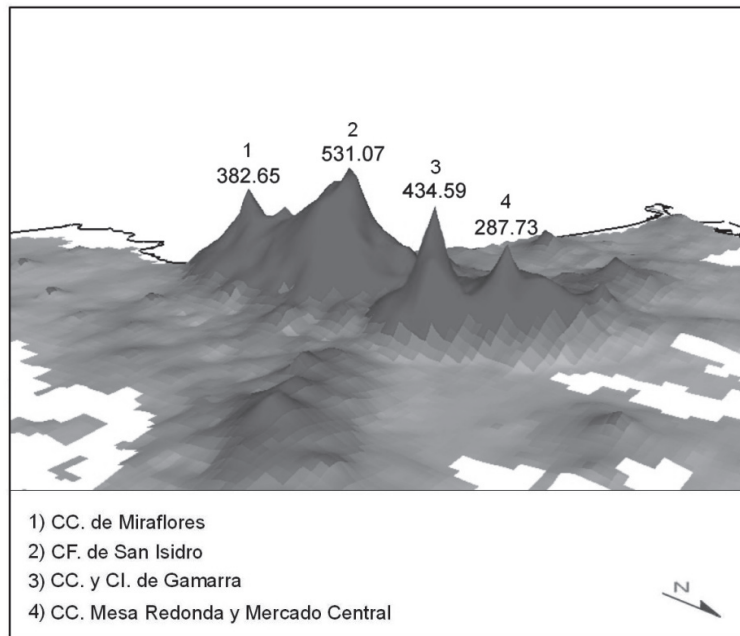 1
382.65
2
531.07
3
434.59
4
287.73
1) CC. de Miraflores
2) CF. de San Isidro
3) CC. y CI. de Gamarra
4) CC. Mesa Redonda y Mercado Central
N